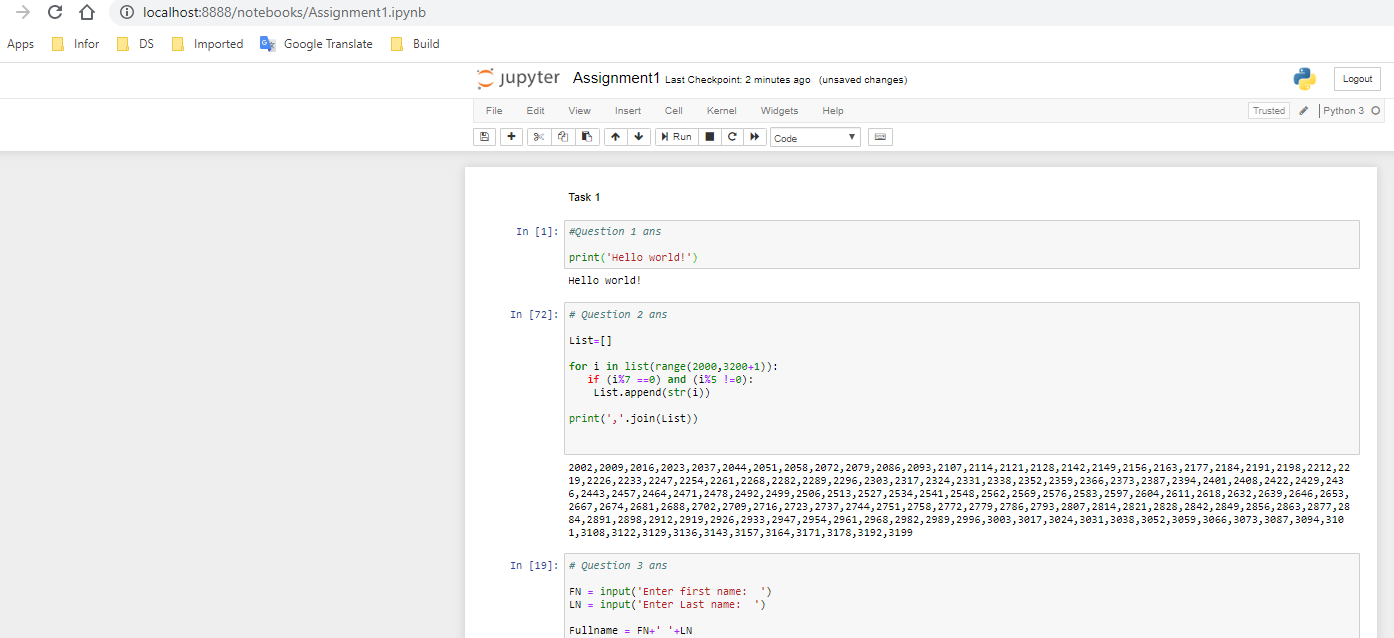 localhost:8888/notebooks/Assignment1.ipynb
Apps Infor DS Imported Google Translate Build
jupyter Assignment1 Last Checkpoint: 2 minutes ago (unsaved changes) Logout
File Edit View Insert Cell Kernel Widgets Help Trusted Python 3
Run Code
Task 1
In [1]: #Question 1 ans
print('Hello world!')
Hello world!
In [72]: # Question 2 ans
List=[]
for i in list(range(2000,3200+1)):
if (i%7 ==0) and (i%5 !=0):
List.append(str(i))
print(','.join(List))
2002,2009,2016,2023,2037,2044,2051,2058,2072,2079,2086,2093,2107,2114,2121,2128,2142,2149,2156,2163,2177,2184,2191,2198,2212,22
19,2226,2233,2247,2254,2261,2268,2282,2289,2296,2303,2317,2324,2331,2338,2352,2359,2366,2373,2387,2394,2401,2408,2422,2429,243
6,2443,2457,2464,2471,2478,2492,2499,2506,2513,2527,2534,2541,2548,2562,2569,2576,2583,2597,2604,2611,2618,2632,2639,2646,2653,
2667,2674,2681,2688,2702,2709,2716,2723,2737,2744,2751,2758,2772,2779,2786,2793,2807,2814,2821,2828,2842,2849,2856,2863,2877,28
84,2891,2898,2912,2919,2926,2933,2947,2954,2961,2968,2982,2989,2996,3003,3017,3024,3031,3038,3052,3059,3066,3073,3087,3094,310
1,3108,3122,3129,3136,3143,3157,3164,3171,3178,3192,3199
In [19]: # Question 3 ans
FN = input('Enter first name:  ')
LN = input('Enter Last name:  ')
Fullname = FN+' '+LN